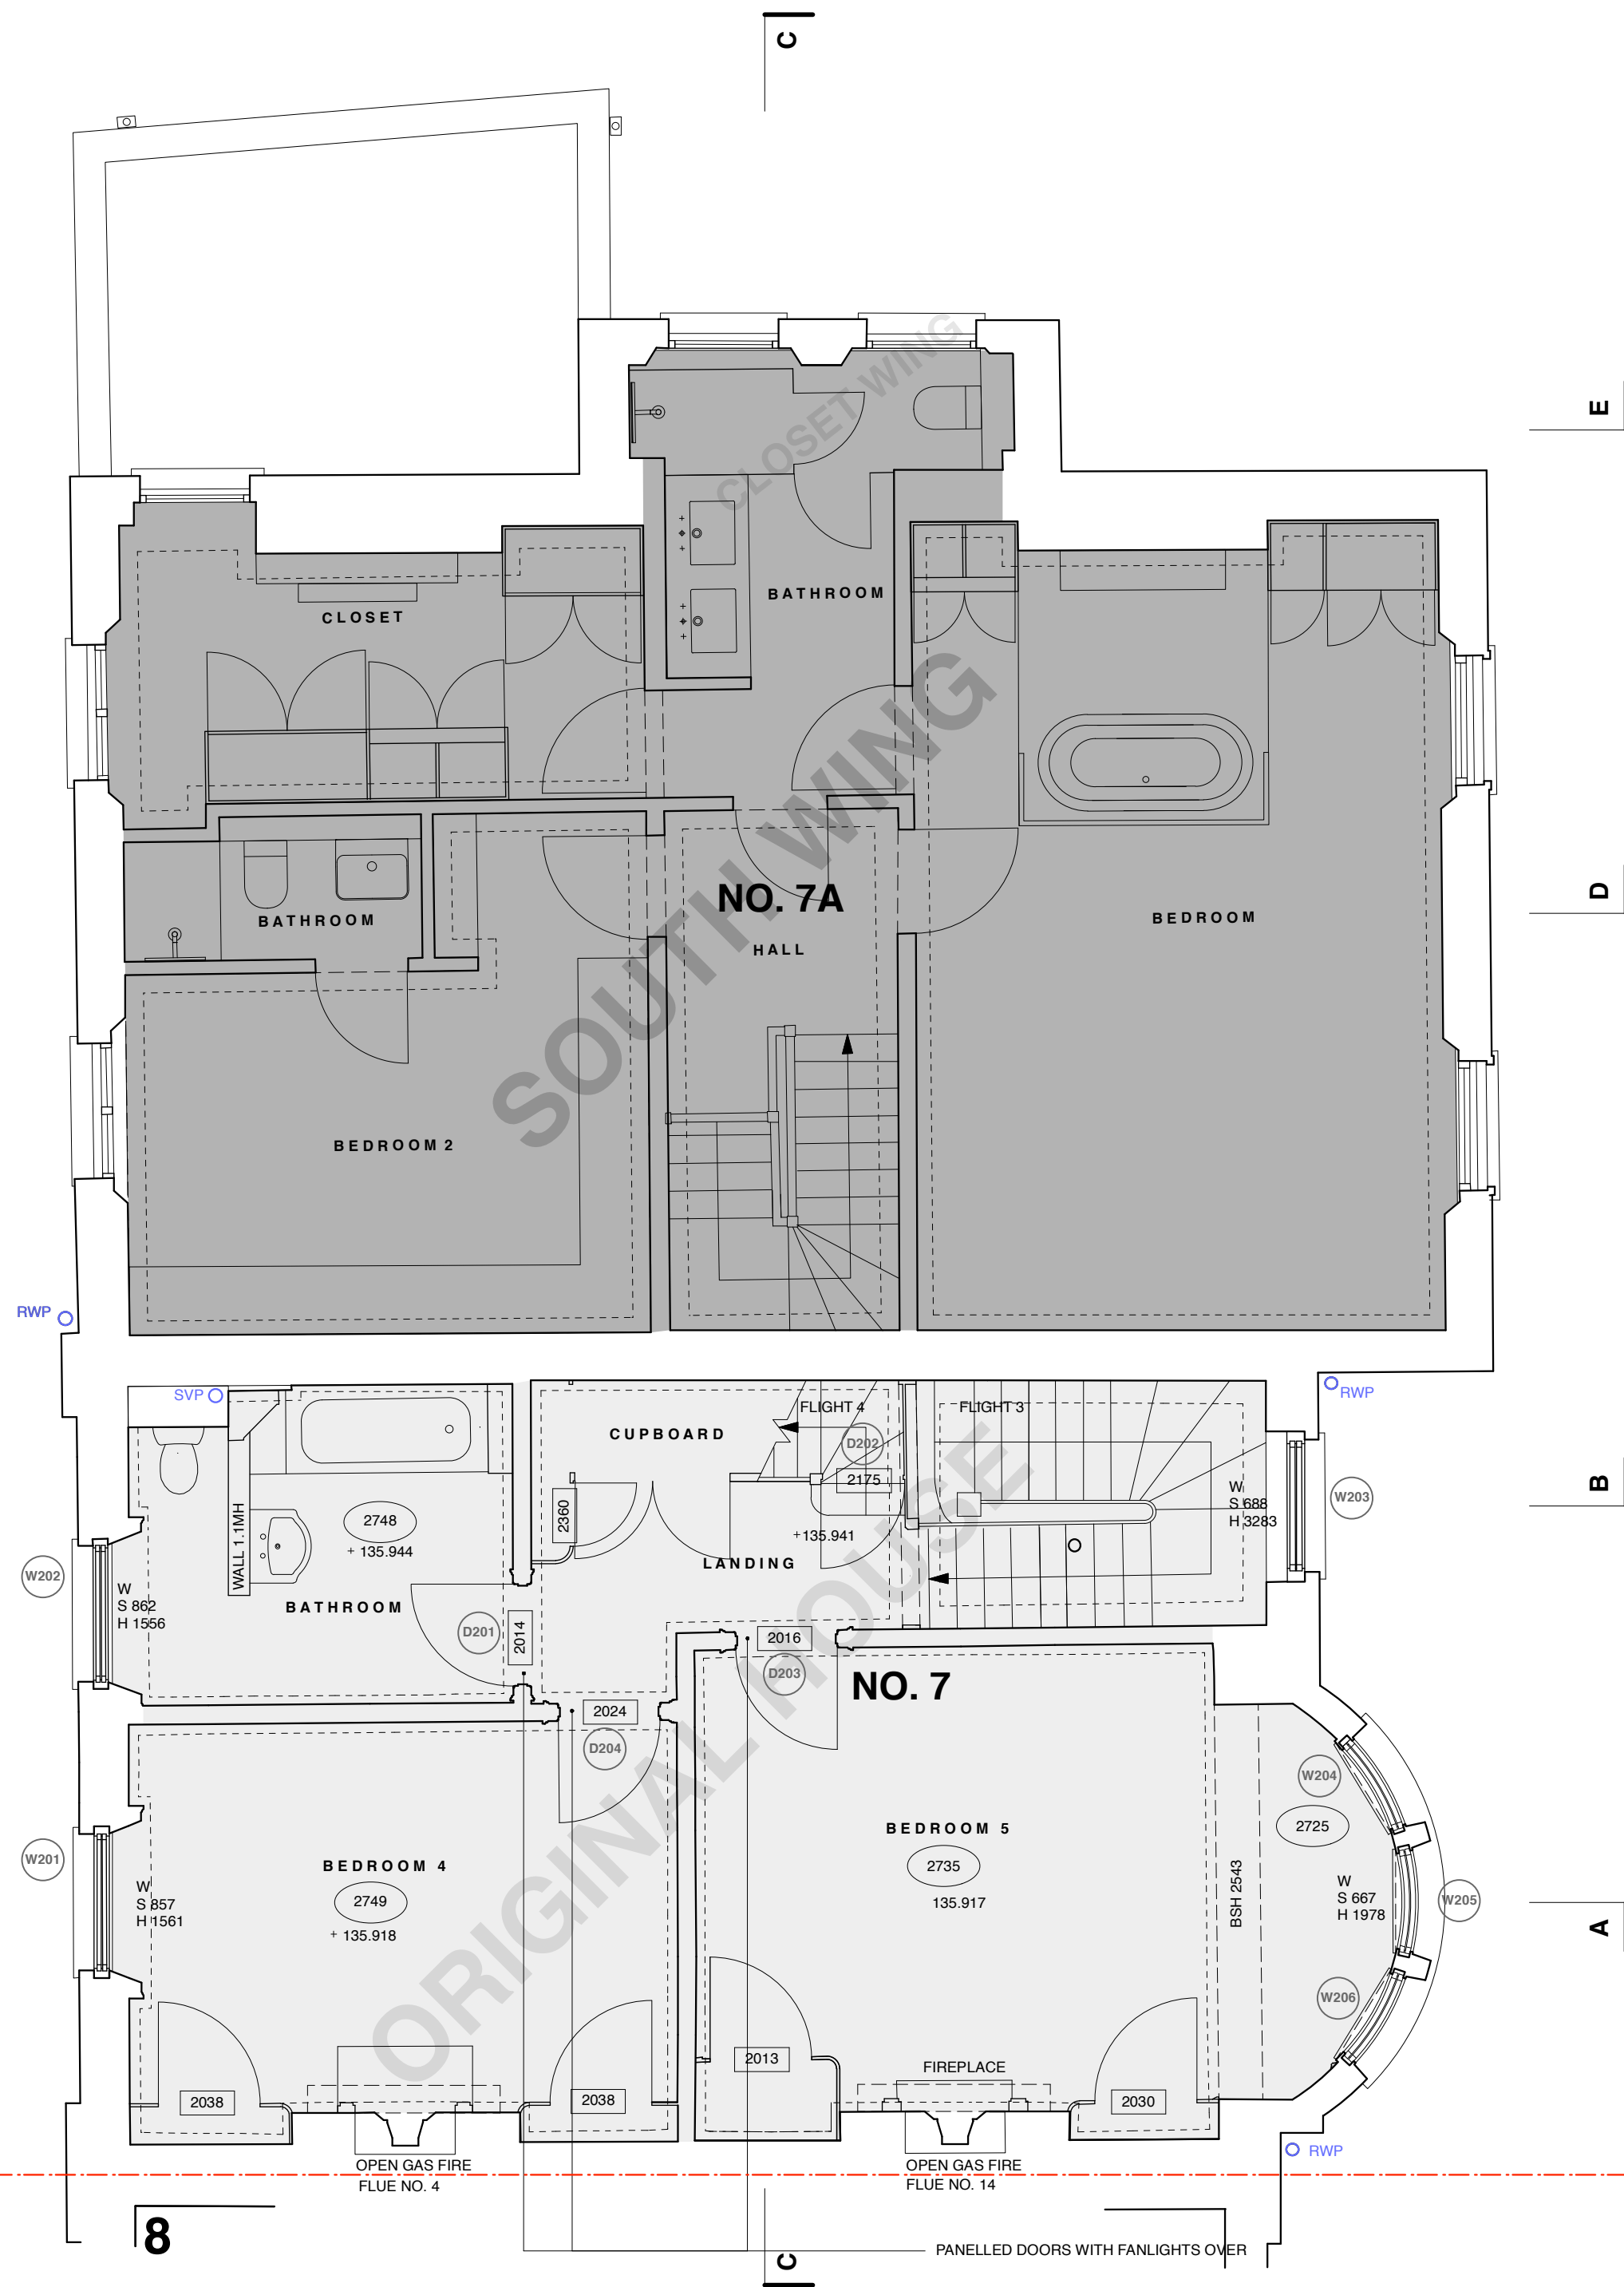 C
E
CLOSET WING
BATHROOM
CLOSET
SOUTH WING
NO. 7A
HALL
BATHROOM
BEDROOM
D
BEDROOM 2
RWP
SVP
RWP
FLIGHT 4
FLIGHT 3
CUPBOARD
D202
2175
2360
W
S 688
H 3283
W203
B
WALL 1.1MH
2748
+ 135.944
+135.941
LANDING
W202
W
S 862
H 1556
BATHROOM
D201
2014
2016
D203
NO. 7
ORIGINAL HOUSE
2024
D204
W204
2725
BEDROOM 5
2735
135.917
BEDROOM 4
2749
+ 135.918
W201
W
S 857
H 1561
BSH 2543
W
S 667
H 1978
W205
A
W206
2013
FIREPLACE
2038
2038
2030
RWP
OPEN GAS FIRE
FLUE NO. 4
OPEN GAS FIRE
FLUE NO. 14
8
PANELLED DOORS WITH FANLIGHTS OVER
C